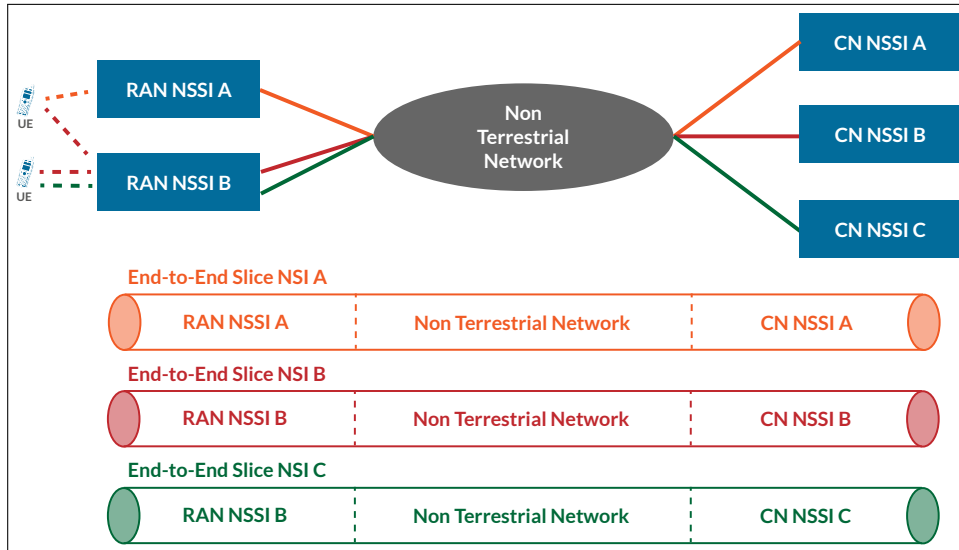 CN NSSI A
RAN NSSI A
UE
Non
Terrestrial
Network
CN NSSI B
RAN NSSI B
UE
CN NSSI C
End-to-End Slice NSI A
RAN NSSI A Non Terrestrial Network CN NSSI A
End-to-End Slice NSI B
RAN NSSI B Non Terrestrial Network CN NSSI B
End-to-End Slice NSI C
RAN NSSI B Non Terrestrial Network CN NSSI C